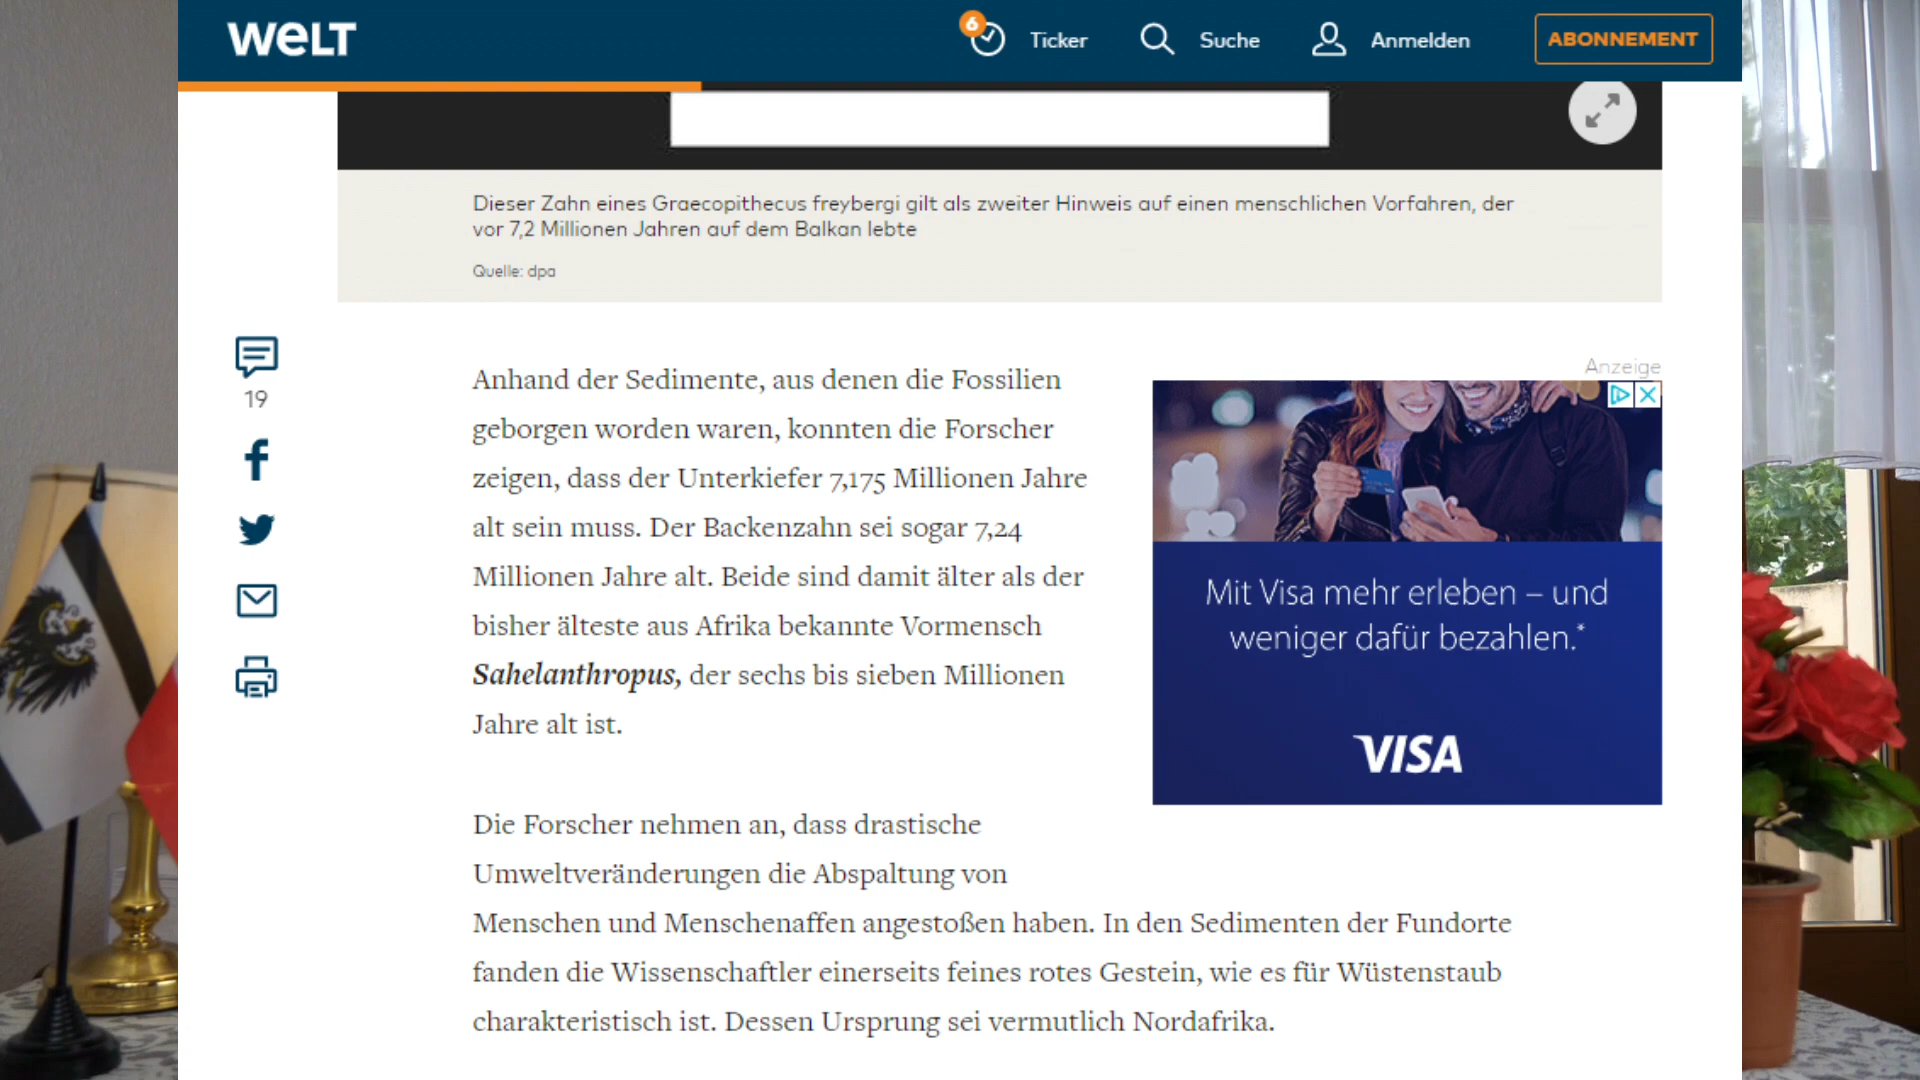 WELT
6
Ticker
Suche
Anmelden
ABONNEMENT
Dieser Zahn eines Graecopithecus freybergi gilt als zweiter Hinweis auf einen menschlichen Vorfahren, der
vor 7,2 Millionen Jahren auf dem Balkan lebte
Quelle: dpa
19
Anhand der Sedimente, aus denen die Fossilien
geborgen worden waren, konnten die Forscher
zeigen, dass der Unterkiefer 7,175 Millionen Jahre
alt sein muss. Der Backenzahn sei sogar 7,24
Millionen Jahre alt. Beide sind damit älter als der
bisher älteste aus Afrika bekannte Vormensch
Sahelanthropus, der sechs bis sieben Millionen
Jahre alt ist.
Anzeige
Mit Visa mehr erleben – und
weniger dafür bezahlen.*
VISA
Die Forscher nehmen an, dass drastische
Umweltveränderungen die Abspaltung von
Menschen und Menschenaffen angestoßen haben. In den Sedimenten der Fundorte
fanden die Wissenschaftler einerseits feines rotes Gestein, wie es für Wüstenstaub
charakteristisch ist. Dessen Ursprung sei vermutlich Nordafrika.